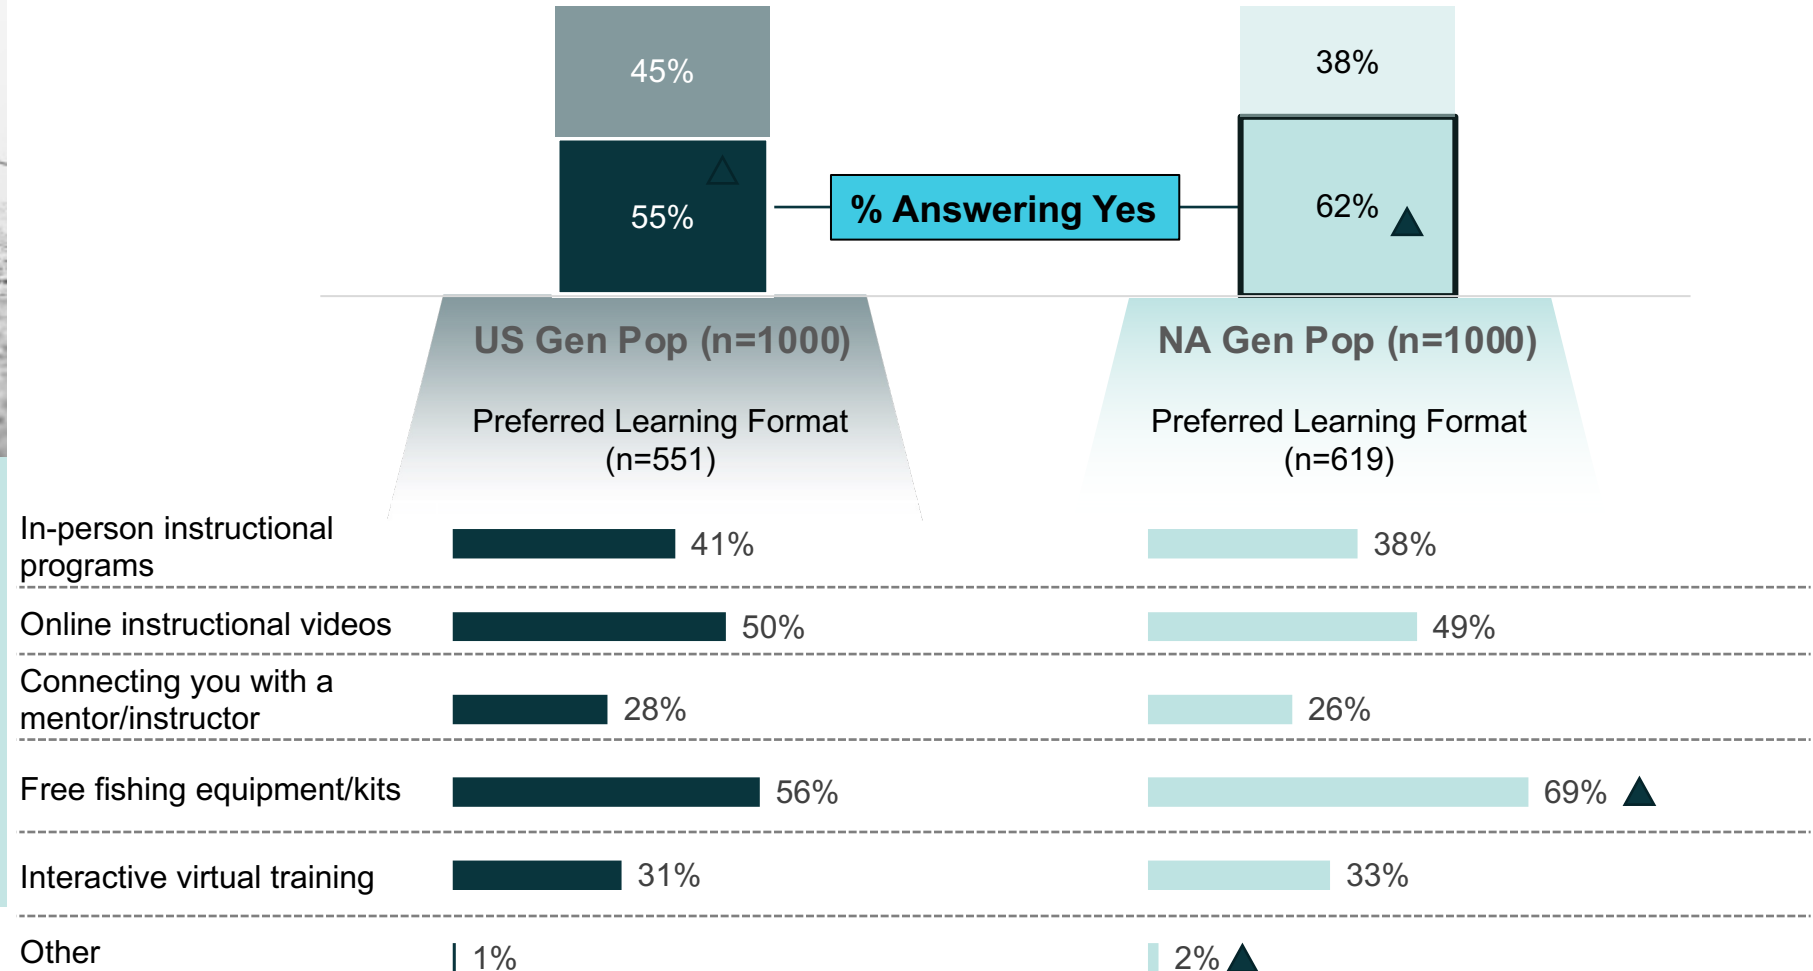 45%
38%
55%
% Answering Yes
62%
US Gen Pop (n=1000)
NA Gen Pop (n=1000)
Preferred Learning Format
(n=551)
Preferred Learning Format
(n=619)
In-person instructional
programs
41%
38%
Online instructional videos
50%
49%
Connecting you with a
mentor/instructor
28%
26%
Free fishing equipment/kits
56%
69%
Interactive virtual training
31%
33%
Other
1%
2%